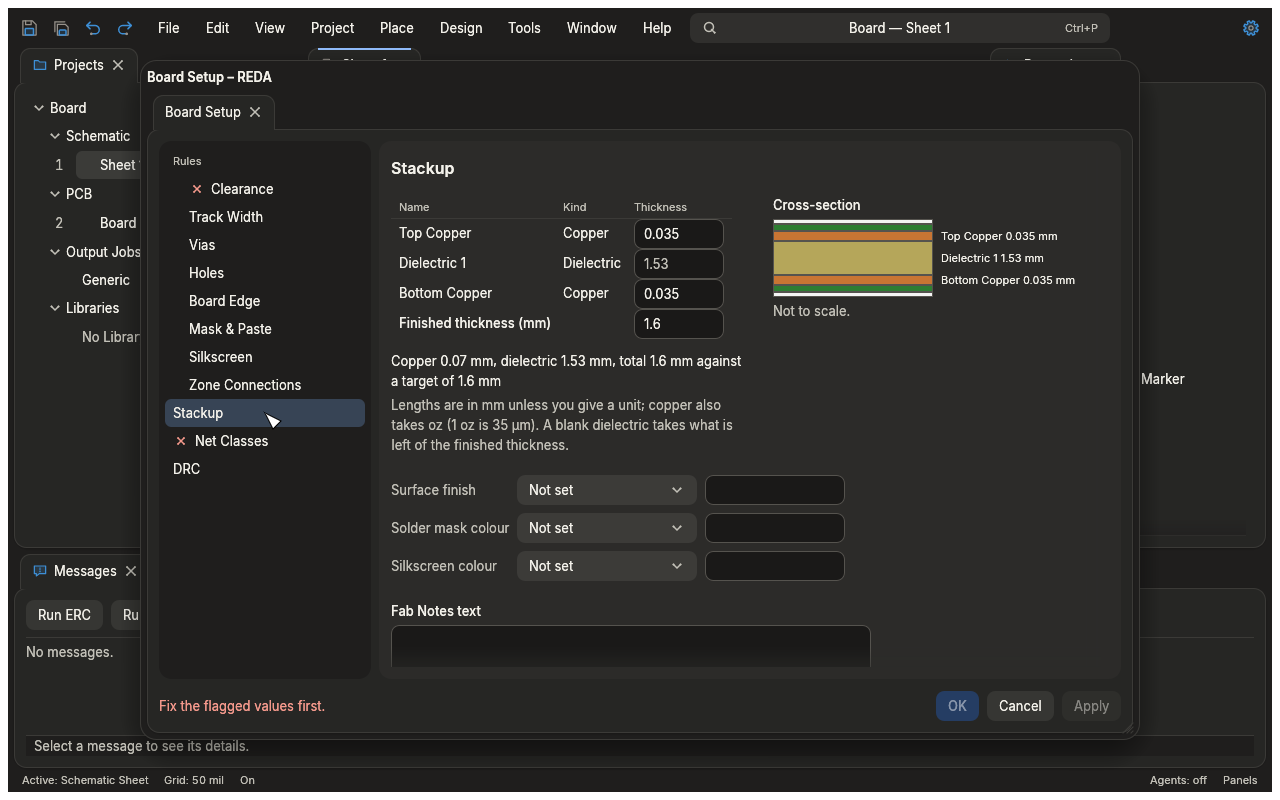 File Edit View Project Place Design Tools Window Help Board — Sheet 1 Ctrl+P
Projects
Board
Schematic
1 Sheet
PCB
2 Board
Output Jobs
Generic
Libraries
No Librar
Board Setup – REDA
Board Setup
Rules
Clearance
Track Width
Vias
Holes
Board Edge
Mask & Paste
Silkscreen
Zone Connections
Stackup
Net Classes
DRC
Stackup
Name Kind Thickness
Top Copper Copper 0.035
Dielectric 1 Dielectric 1.53
Bottom Copper Copper 0.035
Finished thickness (mm) 1.6
Cross-section
Top Copper 0.035 mm
Dielectric 1 1.53 mm
Bottom Copper 0.035 mm
Not to scale.
Copper 0.07 mm, dielectric 1.53 mm, total 1.6 mm against
a target of 1.6 mm
Lengths are in mm unless you give a unit; copper also
takes oz (1 oz is 35 µm). A blank dielectric takes what is
left of the finished thickness.
Surface finish Not set
Solder mask colour Not set
Silkscreen colour Not set
Fab Notes text
Fix the flagged values first.
OK Cancel Apply
Marker
Messages
Run ERC Ru
No messages.
Select a message to see its details.
Active: Schematic Sheet Grid: 50 mil On Agents: off Panels